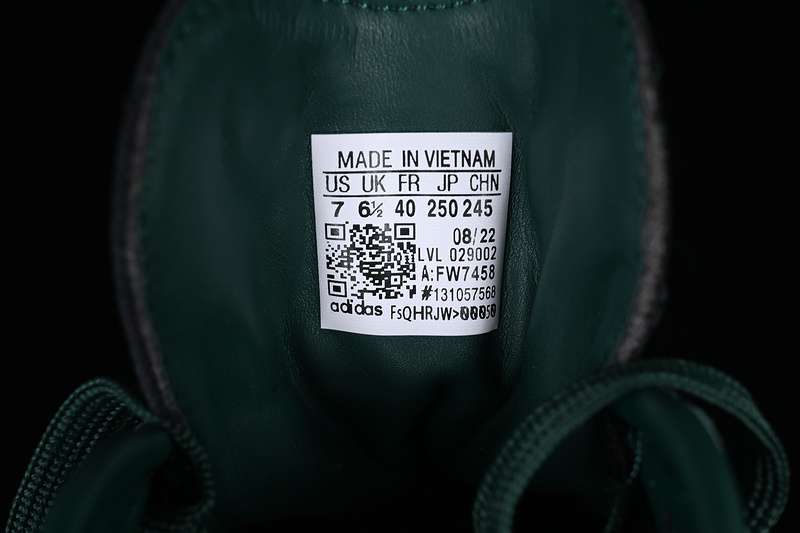 MADE IN VIETNAM
US UK FR JP CHN
7 6½ 40 250 245
08/22
LVL 029002
A:FW7458
#131057568
adidas FsQHRJW>00050